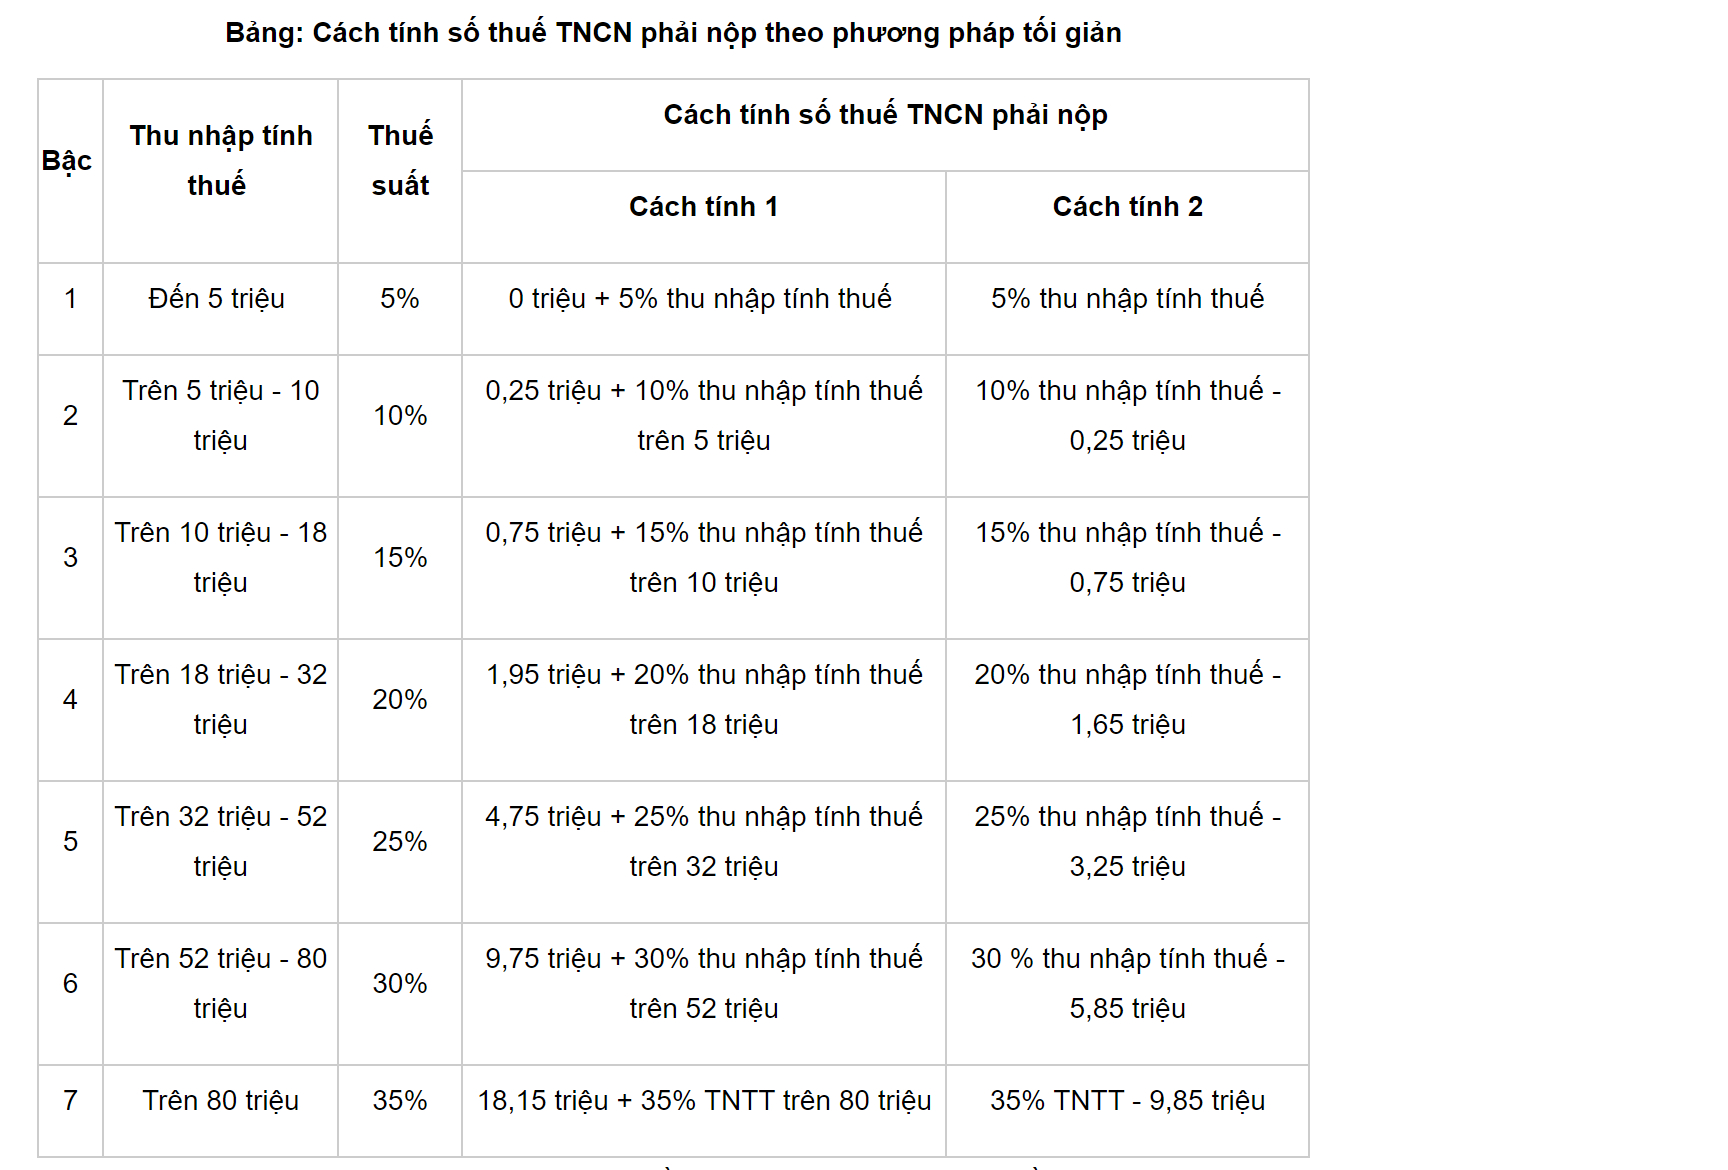 Bảng: Cách tính số thuế TNCN phải nộp theo phương pháp tối giản
Bậc
Thu nhập tính
thuế
Thuế
suất
Cách tính số thuế TNCN phải nộp
Cách tính 1
Cách tính 2
1
Đến 5 triệu
5%
0 triệu + 5% thu nhập tính thuế
5% thu nhập tính thuế
2
Trên 5 triệu - 10
triệu
10%
0,25 triệu + 10% thu nhập tính thuế
trên 5 triệu
10% thu nhập tính thuế -
0,25 triệu
3
Trên 10 triệu - 18
triệu
15%
0,75 triệu + 15% thu nhập tính thuế
trên 10 triệu
15% thu nhập tính thuế -
0,75 triệu
4
Trên 18 triệu - 32
triệu
20%
1,95 triệu + 20% thu nhập tính thuế
trên 18 triệu
20% thu nhập tính thuế -
1,65 triệu
5
Trên 32 triệu - 52
triệu
25%
4,75 triệu + 25% thu nhập tính thuế
trên 32 triệu
25% thu nhập tính thuế -
3,25 triệu
6
Trên 52 triệu - 80
triệu
30%
9,75 triệu + 30% thu nhập tính thuế
trên 52 triệu
30 % thu nhập tính thuế -
5,85 triệu
7
Trên 80 triệu
35%
18,15 triệu + 35% TNTT trên 80 triệu
35% TNTT - 9,85 triệu